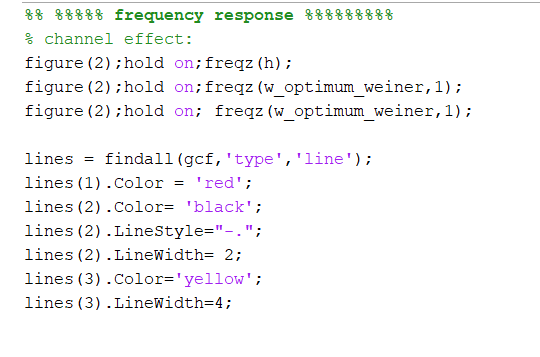 %% %%%%% frequency response %%%%%%%%%
% channel effect:
figure(2);hold on;freqz(h);
figure(2);hold on;freqz(w_optimum_weiner,1);
figure(2);hold on; freqz(w_optimum_weiner,1);
lines = findall(gcf,'type','line');
lines(1).Color = 'red';
lines(2).Color= 'black';
lines(2).LineStyle="-.";
lines(2).LineWidth= 2;
lines(3).Color='yellow';
lines(3).LineWidth=4;